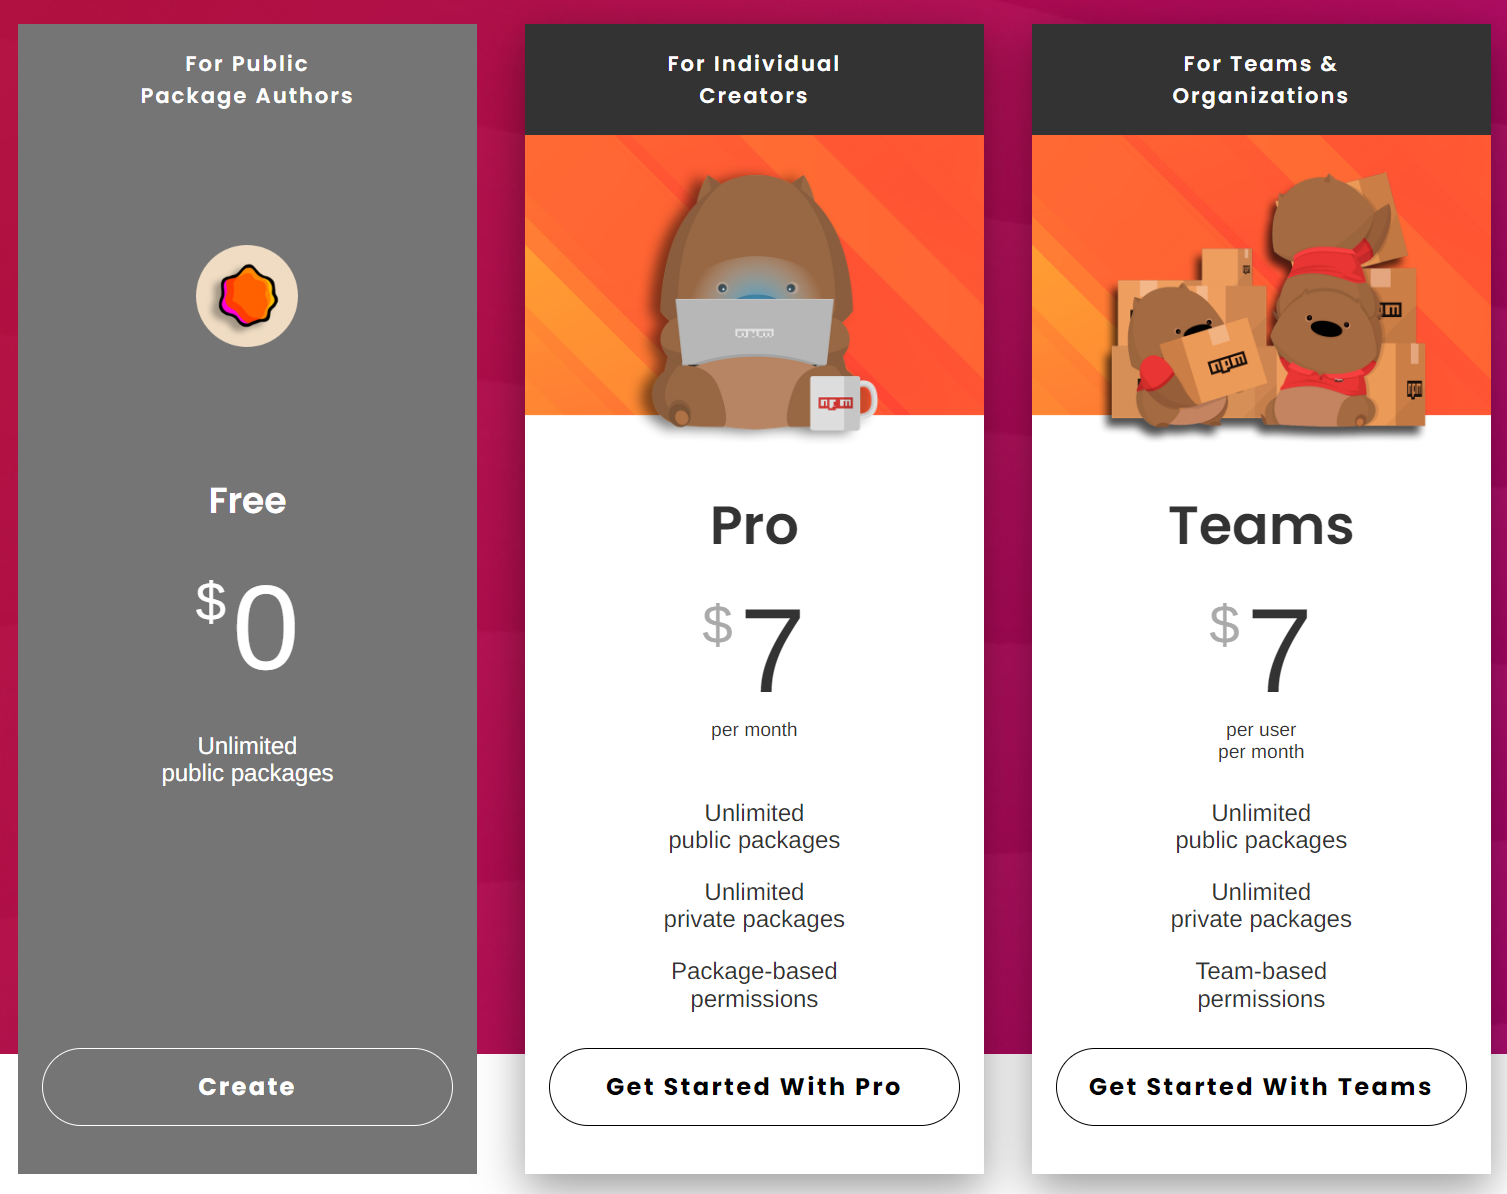 For Public
Package Authors
Free
$0
Unlimited
public packages
Create
For Individual
Creators
npm
npm
Pro
$7
per month
Unlimited
public packages
Unlimited
private packages
Package-based
permissions
Get Started With Pro
For Teams &
Organizations
npm
npm
Teams
$7
per user
per month
Unlimited
public packages
Unlimited
private packages
Team-based
permissions
Get Started With Teams